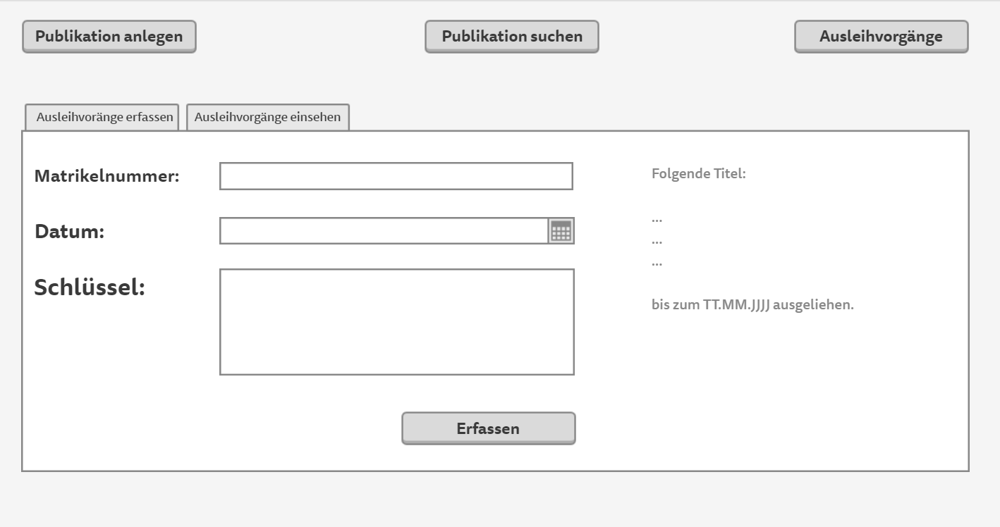 Publikation anlegen
Publikation suchen
Ausleihvorgänge
Ausleihvoränge erfassen
Ausleihvorgänge einsehen
Matrikelnummer:
Datum:
Schlüssel:
Erfassen
Folgende Titel:
...
...
...
bis zum TT.MM.JJJJ ausgeliehen.